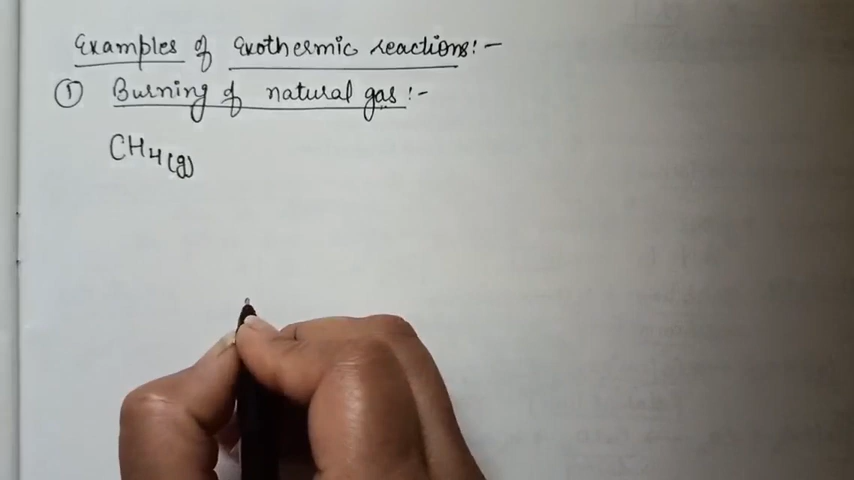 Examples of Exothermic reactions:-
① Burning of natural gas:-
CH4(g)